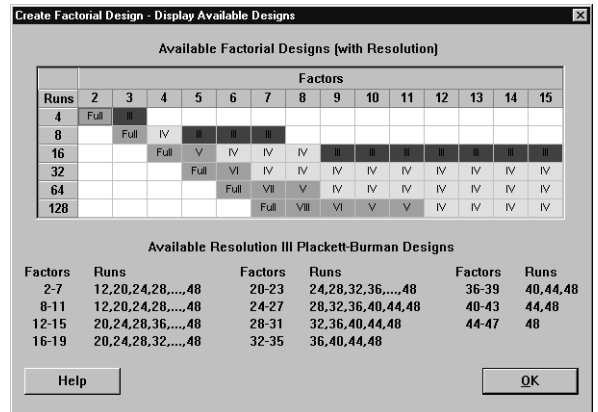 Create Factorial Design - Display Available Designs
Available Factorial Designs (with Resolution)
Factors
Runs 2 3 4 5 6 7 8 9 10 11 12 13 14 15
4 Full III
8 Full IV III III III
16 Full V IV IV IV III III III III III III III
32 Full VI IV IV IV IV IV IV IV IV IV
64 Full VII V IV IV IV IV IV IV IV
128 Full VIII VI V V IV IV IV IV
Available Resolution III Plackett-Burman Designs
Factors Runs Factors Runs Factors Runs
2-7 12,20,24,28,...,48 20-23 24,28,32,36,...,48 36-39 40,44,48
8-11 12,20,24,28,...,48 24-27 28,32,36,40,44,48 40-43 44,48
12-15 20,24,28,36,...,48 28-31 32,36,40,44,48 44-47 48
16-19 20,24,28,32,...,48 32-35 36,40,44,48
Help OK